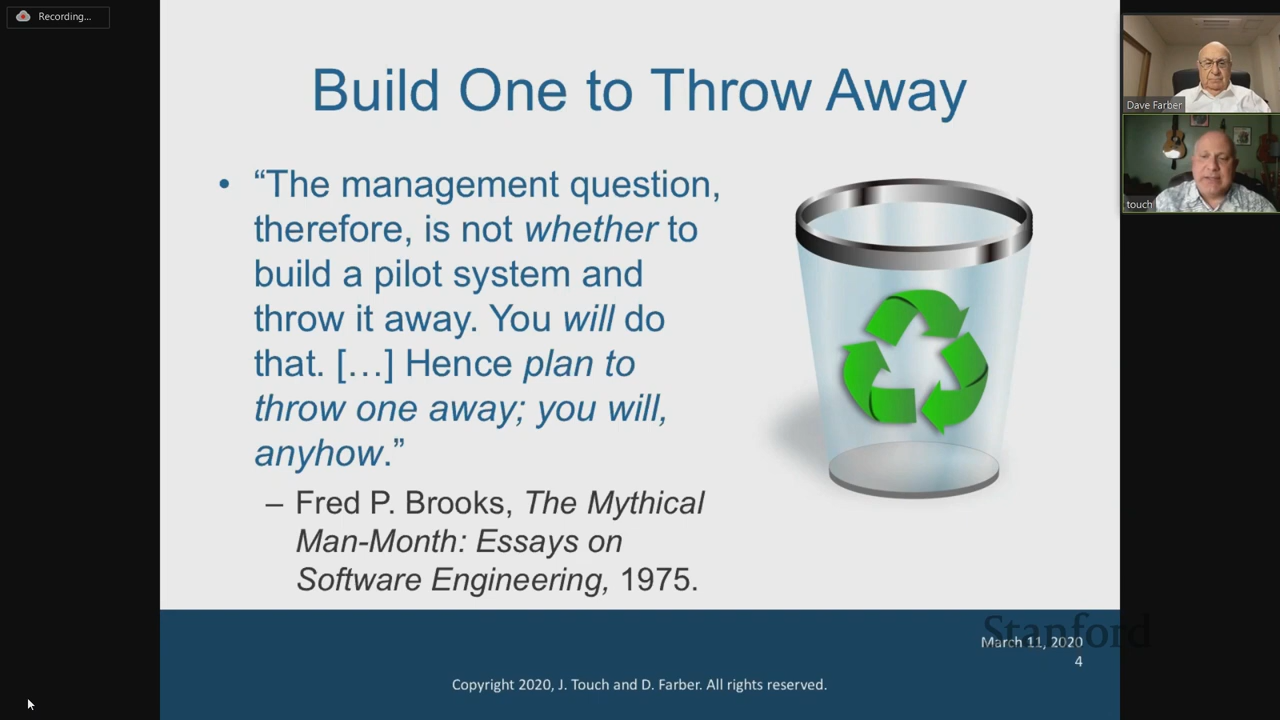 Recording...
Build One to Throw Away
• “The management question,
therefore, is not whether to
build a pilot system and
throw it away. You will do
that. […] Hence plan to
throw one away; you will,
anyhow.”
– Fred P. Brooks, The Mythical
Man-Month: Essays on
Software Engineering, 1975.
Dave Farber
touch
Stanford
March 11, 2020
4
Copyright 2020, J. Touch and D. Farber. All rights reserved.